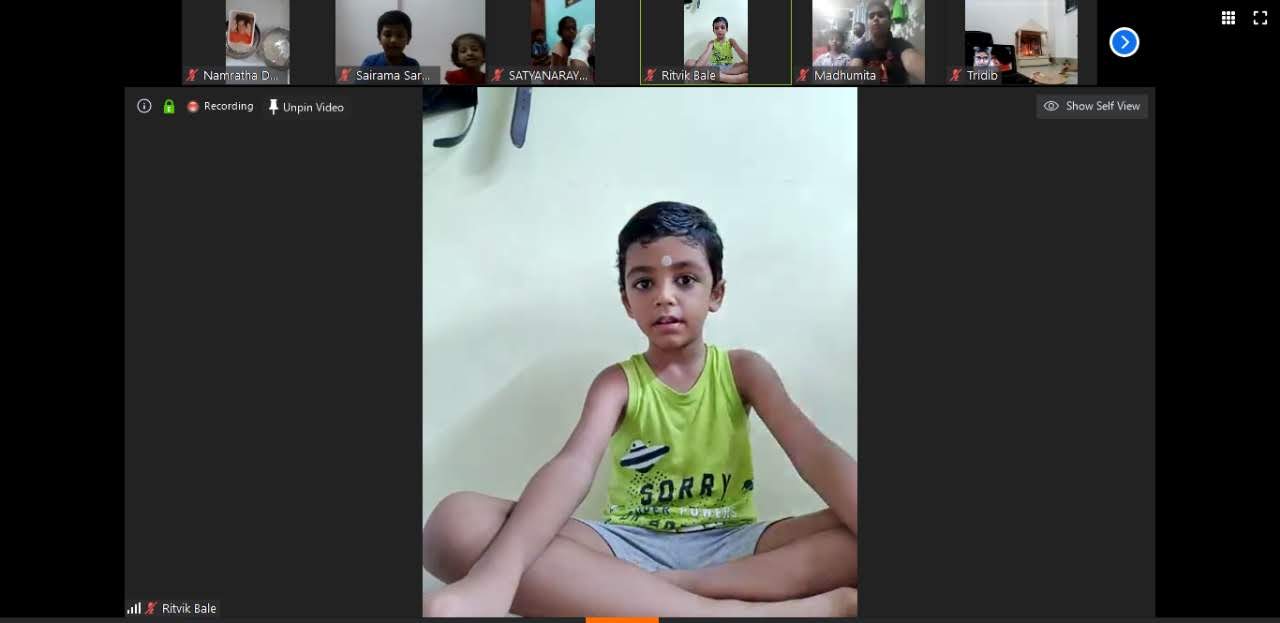 Namratha D...
Sairama Sar...
SATYANARAY...
Ritvik Bale
Madhumita
Tridib
Recording
Unpin Video
Show Self View
SORRY
Ritvik Bale